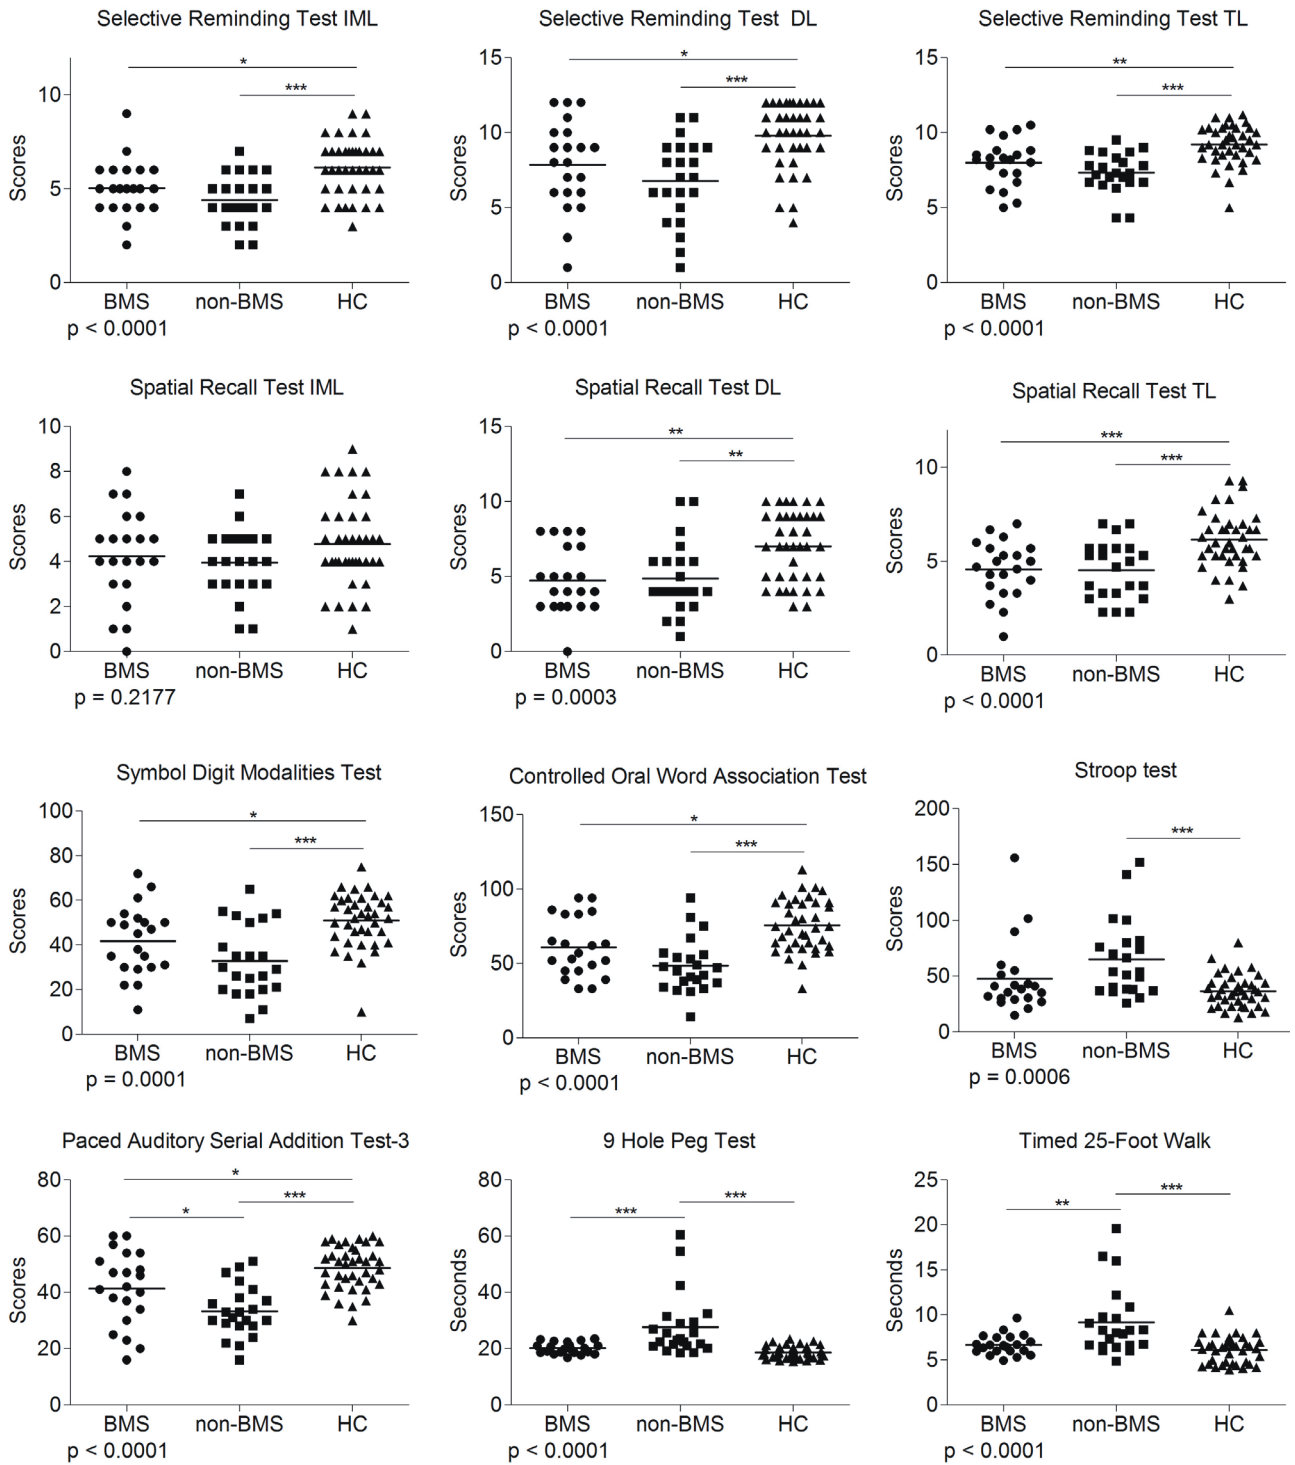 Selective Reminding Test IML
Scores
10
5
0
*
***
BMS
non-BMS
HC
p < 0.0001
Selective Reminding Test DL
Scores
15
10
5
0
*
***
BMS
non-BMS
HC
p < 0.0001
Selective Reminding Test TL
Scores
15
10
5
0
**
***
BMS
non-BMS
HC
p < 0.0001
Spatial Recall Test IML
Scores
10
8
6
4
2
0
BMS
non-BMS
HC
p = 0.2177
Spatial Recall Test DL
Scores
15
10
5
0
**
**
BMS
non-BMS
HC
p = 0.0003
Spatial Recall Test TL
Scores
10
5
0
***
***
BMS
non-BMS
HC
p < 0.0001
Symbol Digit Modalities Test
Scores
100
80
60
40
20
0
*
***
BMS
non-BMS
HC
p = 0.0001
Controlled Oral Word Association Test
Scores
150
100
50
0
*
***
BMS
non-BMS
HC
p < 0.0001
Stroop test
Scores
200
150
100
50
0
***
BMS
non-BMS
HC
p = 0.0006
Paced Auditory Serial Addition Test-3
Scores
80
60
40
20
0
*
***
*
BMS
non-BMS
HC
p < 0.0001
9 Hole Peg Test
Seconds
80
60
40
20
0
***
***
BMS
non-BMS
HC
p < 0.0001
Timed 25-Foot Walk
Seconds
25
20
15
10
5
0
***
**
BMS
non-BMS
HC
p < 0.0001